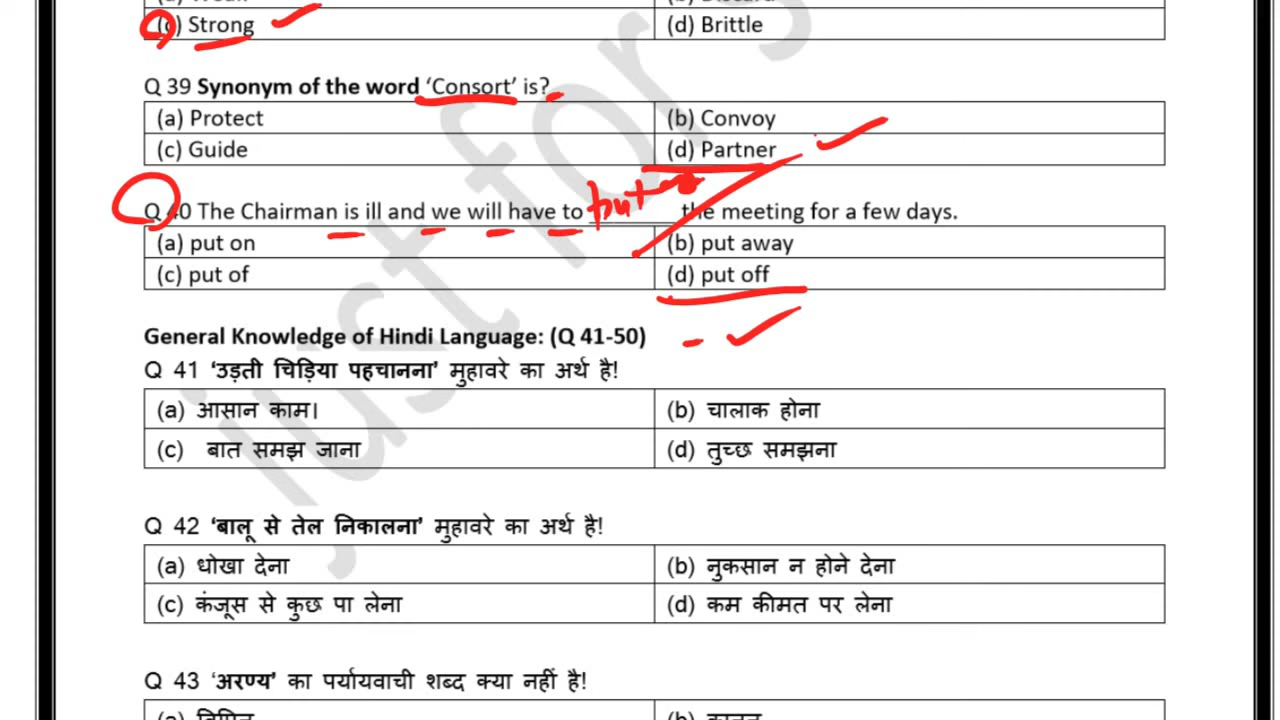 (c) Strong
(d) Brittle
Q 39 Synonym of the word ‘Consort’ is?
(a) Protect
(b) Convoy
(c) Guide
(d) Partner
put
Q 40 The Chairman is ill and we will have to ________ the meeting for a few days.
(a) put on
(b) put away
(c) put of
(d) put off
General Knowledge of Hindi Language: (Q 41-50)
Q 41 ‘उड़ती चिड़िया पहचानना’ मुहावरे का अर्थ है!
(a) आसान काम।
(b) चालाक होना
(c) बात समझ जाना
(d) तुच्छ समझना
Q 42 ‘बालू से तेल निकालना’ मुहावरे का अर्थ है!
(a) धोखा देना
(b) नुकसान न होने देना
(c) कंजूस से कुछ पा लेना
(d) कम कीमत पर लेना
Q 43 ‘अरण्य’ का पर्यायवाची शब्द क्या नहीं है!
just for